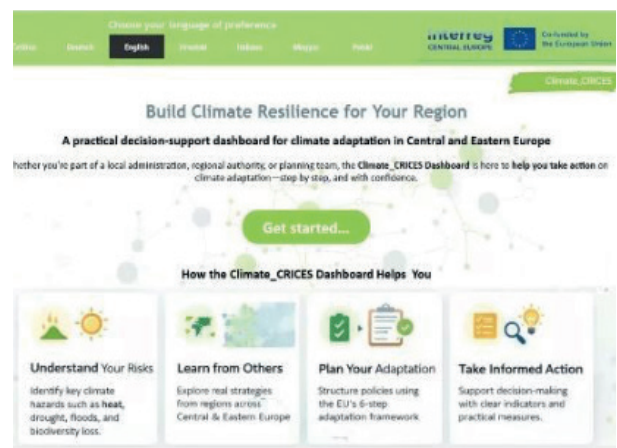 Choose your language of preference
Čeština Deutsch English Hrvatski Italiano Magyar Polski
interreg
CENTRAL EUROPE
Co-funded by
the European Union
Climate_CRICES
Build Climate Resilience for Your Region
A practical decision-support dashboard for climate adaptation in Central and Eastern Europe
hether you're part of a local administration, regional authority, or planning team, the Climate_CRICES Dashboard is here to help you take action on
climate adaptation—step by step, and with confidence.
Get started...
How the Climate_CRICES Dashboard Helps You
Understand Your Risks
Identify key climate
hazards such as heat,
drought, floods, and
biodiversity loss.
Learn from Others
Explore real strategies
from regions across
Central & Eastern Europe
Plan Your Adaptation
Structure policies using
the EU's 6-step
adaptation framework
Take Informed Action
Support decision-making
with clear indicators and
practical measures.